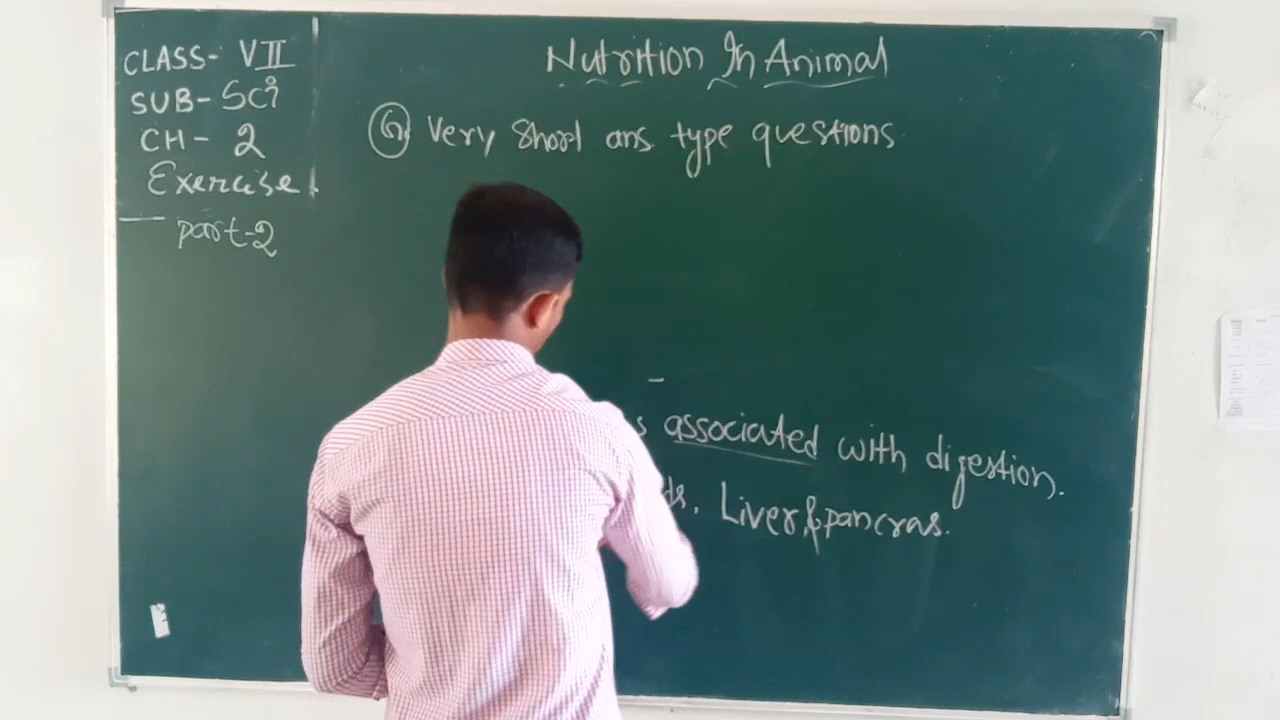 CLASS- VII
SUB- Sci
CH- 2
Exercise
part-2
Nutrition In Animal
Very Short ans. type questions
associated with digestion.
Liver, & pancras.